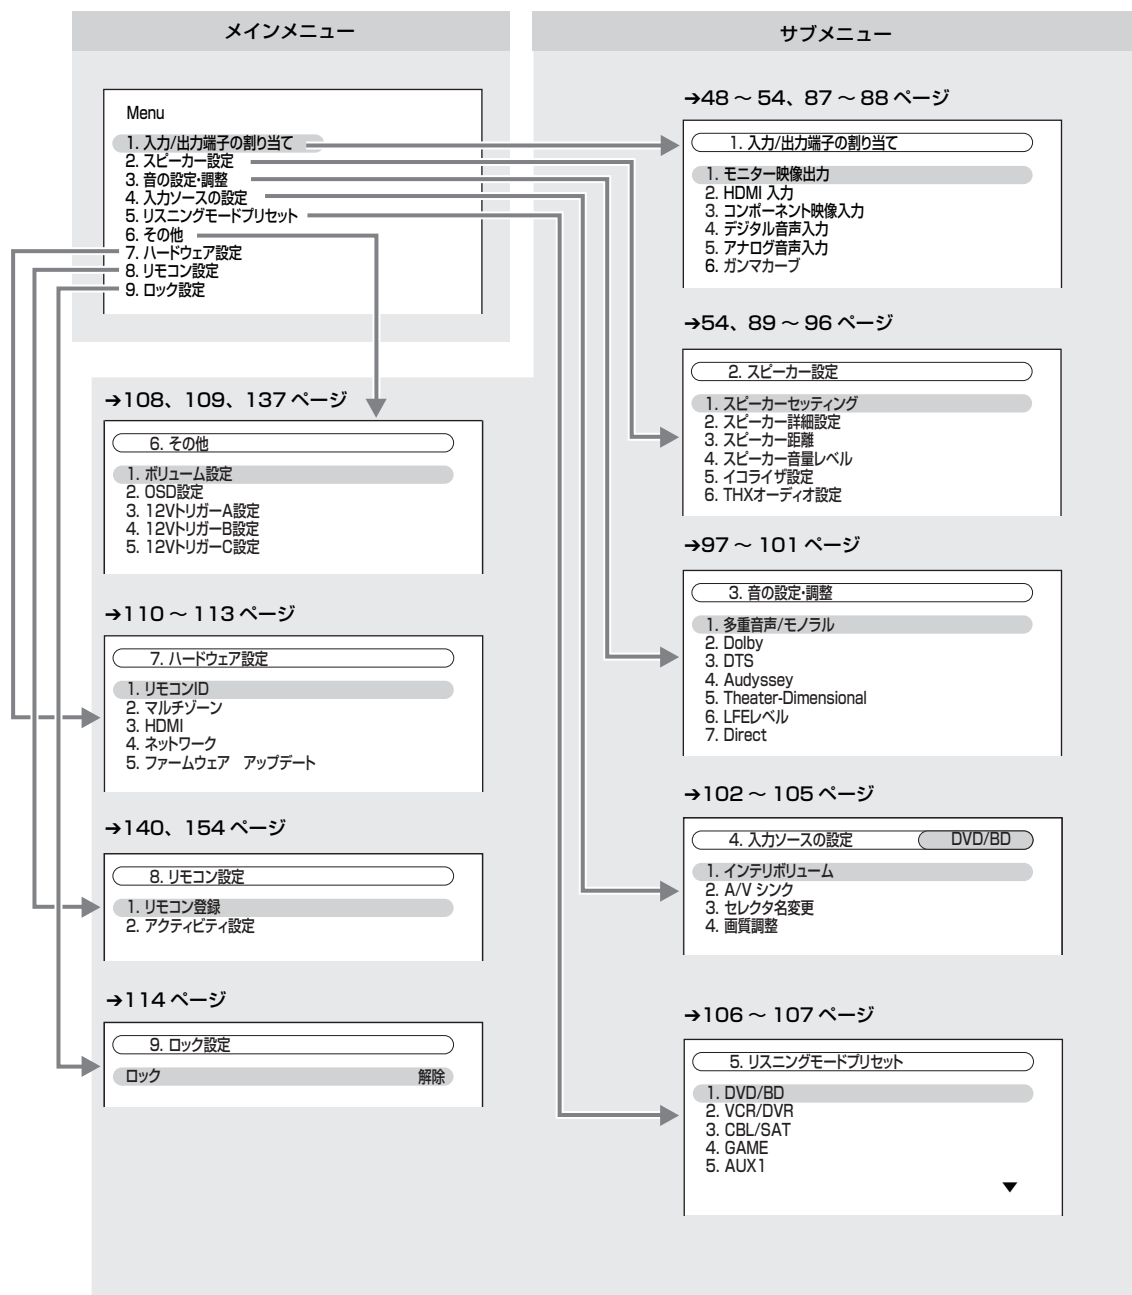 メインメニュー
Menu
1. 入力/出力端子の割り当て
2. スピーカー設定
3. 音の設定・調整
4. 入力ソースの設定
5. リスニングモードプリセット
6. その他
7. ハードウェア設定
8. リモコン設定
9. ロック設定
➔108、109、137 ページ
6. その他
1. ボリューム設定
2. OSD設定
3. 12VトリガーA設定
4. 12VトリガーB設定
5. 12VトリガーC設定
➔110 〜 113 ページ
7. ハードウェア設定
1. リモコンID
2. マルチゾーン
3. HDMI
4. ネットワーク
5. ファームウェア　アップデート
➔140、154 ページ
8. リモコン設定
1. リモコン登録
2. アクティビティ設定
➔114 ページ
9. ロック設定
ロック 解除
サブメニュー
➔48 〜 54、87 〜 88 ページ
1. 入力/出力端子の割り当て
1. モニター映像出力
2. HDMI 入力
3. コンポーネント映像入力
4. デジタル音声入力
5. アナログ音声入力
6. ガンマカーブ
➔54、89 〜 96 ページ
2. スピーカー設定
1. スピーカーセッティング
2. スピーカー詳細設定
3. スピーカー距離
4. スピーカー音量レベル
5. イコライザ設定
6. THXオーディオ設定
➔97 〜 101 ページ
3. 音の設定・調整
1. 多重音声/モノラル
2. Dolby
3. DTS
4. Audyssey
5. Theater-Dimensional
6. LFEレベル
7. Direct
➔102 〜 105 ページ
4. 入力ソースの設定 DVD/BD
1. インテリボリューム
2. A/V シンク
3. セレクタ名変更
4. 画質調整
➔106 〜 107 ページ
5. リスニングモードプリセット
1. DVD/BD
2. VCR/DVR
3. CBL/SAT
4. GAME
5. AUX1